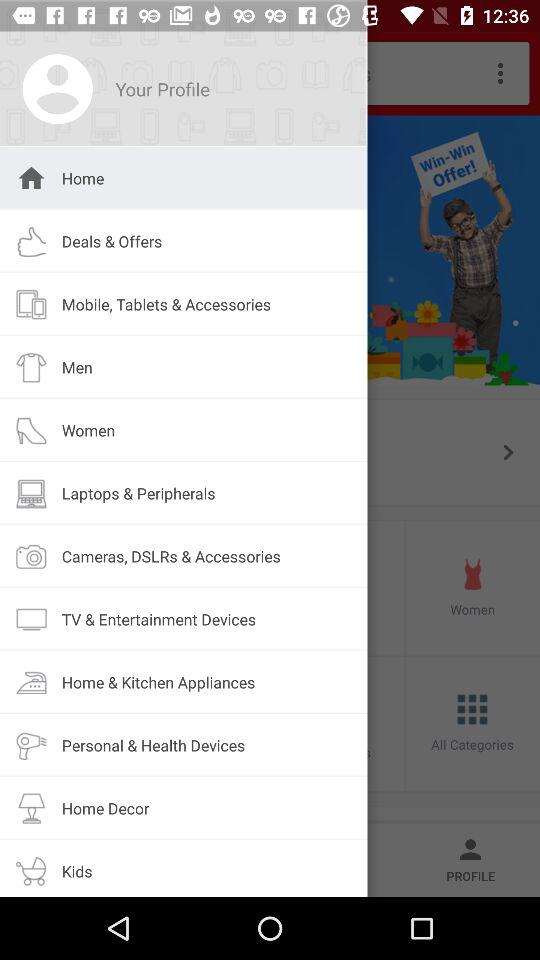 12:36
Your Profile
Win-Win
Offer!
Home
Deals & Offers
Mobile, Tablets & Accessories
Men
Women
Laptops & Peripherals
Cameras, DSLRs & Accessories
TV & Entertainment Devices
Women
Home & Kitchen Appliances
Personal & Health Devices
All Categories
Home Decor
Kids
PROFILE